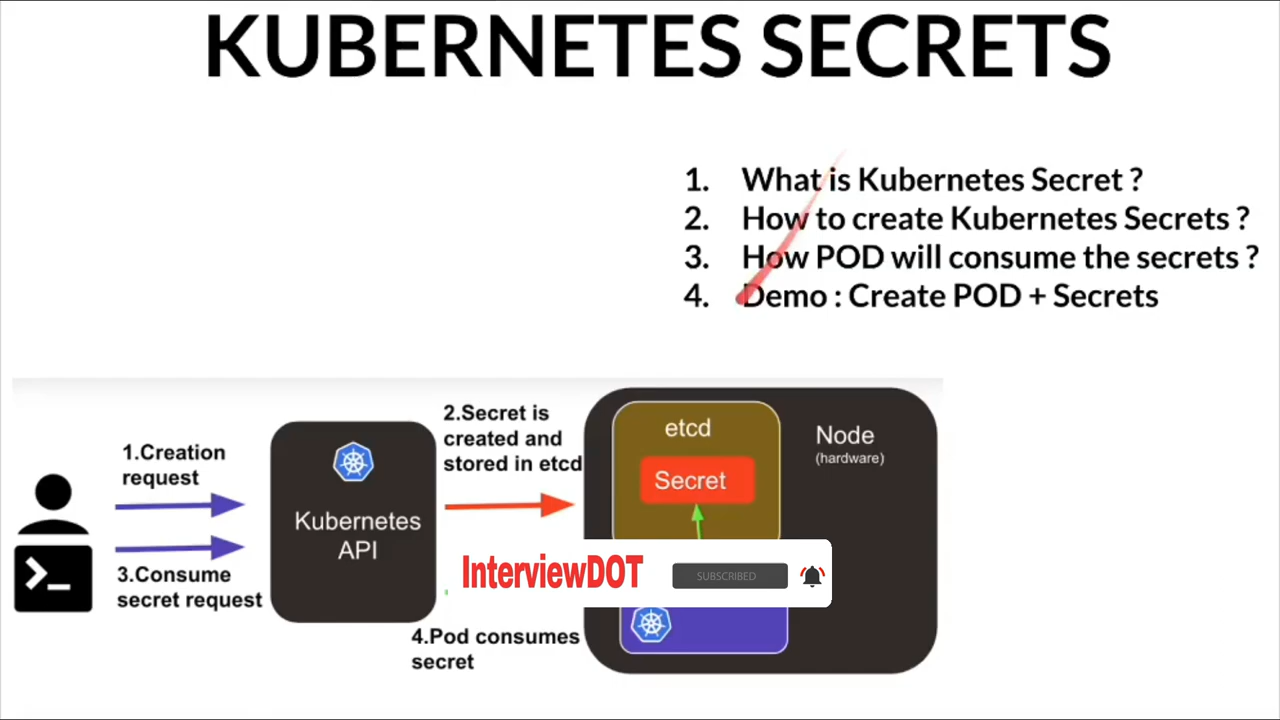 KUBERNETES SECRETS
1. What is Kubernetes Secret ?
2. How to create Kubernetes Secrets ?
3. How POD will consume the secrets ?
4. Demo : Create POD + Secrets
1.Creation
request
3.Consume
secret request
Kubernetes
API
2.Secret is
created and
stored in etcd
etcd
Secret
Node
(hardware)
InterviewDOT
SUBSCRIBED
4.Pod consumes
secret